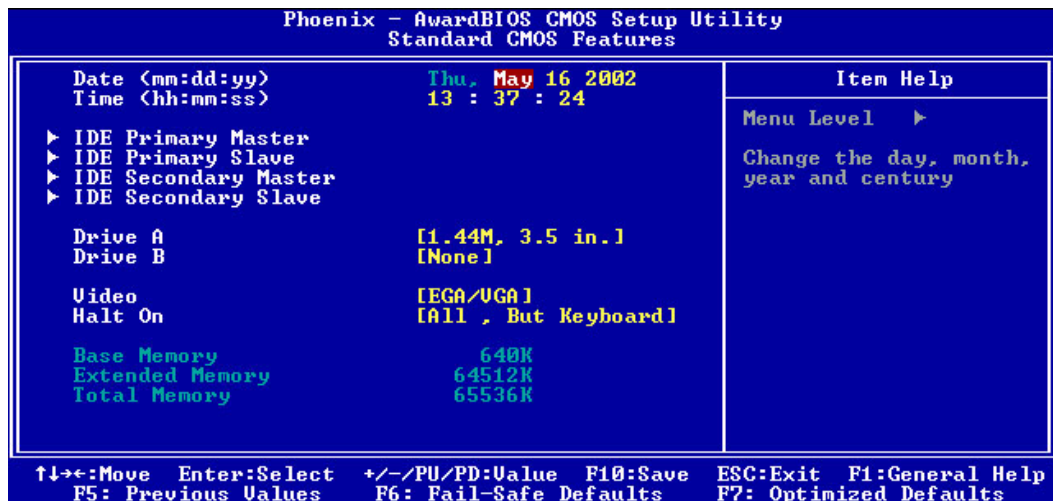 Phoenix - AwardBIOS CMOS Setup Utility
Standard CMOS Features
Date (mm:dd:yy) Thu, May 16 2002
Time (hh:mm:ss) 13 : 37 : 24
IDE Primary Master
IDE Primary Slave
IDE Secondary Master
IDE Secondary Slave
Drive A [1.44M, 3.5 in.]
Drive B [None]
Video [EGA/VGA]
Halt On [All , But Keyboard]
Base Memory 640K
Extended Memory 64512K
Total Memory 65536K
Item Help
Menu Level
Change the day, month,
year and century
↑↓→←:Move Enter:Select +/-/PU/PD:Value F10:Save ESC:Exit F1:General Help
F5: Previous Values F6: Fail-Safe Defaults F7: Optimized Defaults